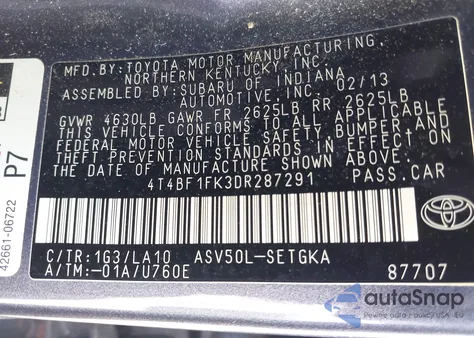 MFD. BY: TOYOTA MOTOR MANUFACTURING,
NORTHERN KENTUCKY, INC.
ASSEMBLED BY: SUBARU OF INDIANA
AUTOMOTIVE, INC. 02/13
GVWR 4630LB GAWR FR 2625LB RR 2625LB
THIS VEHICLE CONFORMS TO ALL APPLICABLE
FEDERAL MOTOR VEHICLE SAFETY, BUMPER, AND
THEFT PREVENTION STANDARDS IN EFFECT ON
THE DATE OF MANUFACTURE SHOWN ABOVE.
4T4BF1FK3DR287291 PASS.CAR
TOYOTA
C/TR:1G3/LA10 ASV50L-SETGKA
A/TM:-01A/U760E 87707
P7
42661-06722
autoSnap